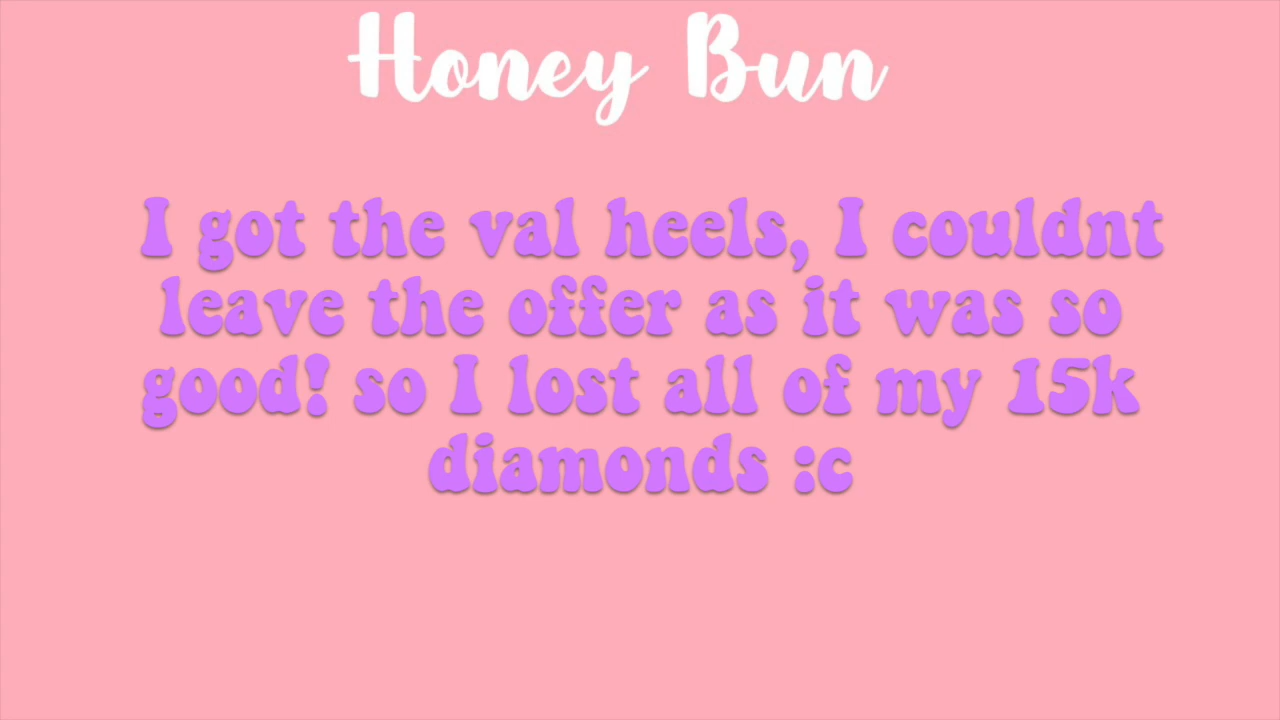 Honey Bun
I got the val heels, I couldnt
leave the offer as it was so
good! so I lost all of my 15k
diamonds :c